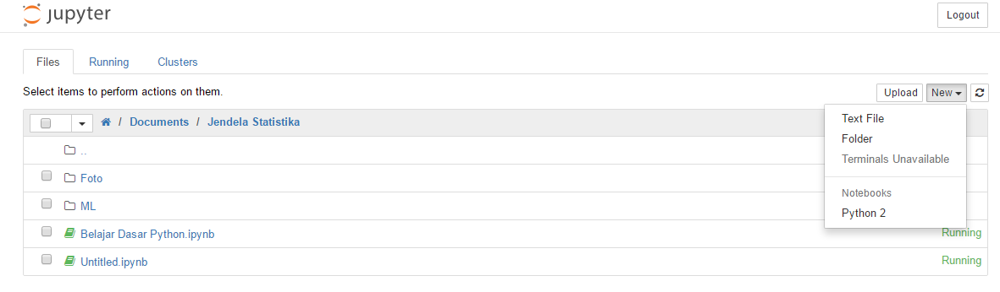 jupyter
Logout
Files Running Clusters
Select items to perform actions on them.
Upload New
/ Documents / Jendela Statistika
Text File
Folder
Terminals Unavailable
Notebooks
Python 2
..
Foto
ML
Belajar Dasar Python.ipynb Running
Untitled.ipynb Running